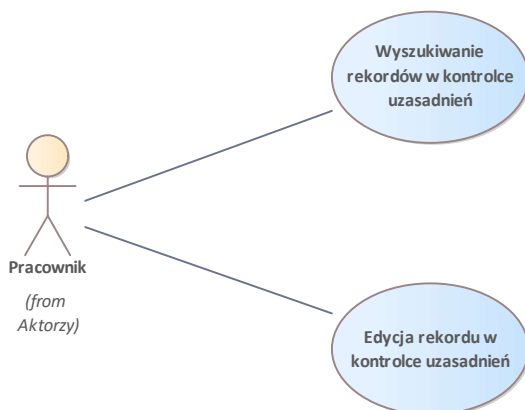 Wyszukiwanie
rekordów w kontrolce
uzasadnień
Pracownik
(from
Aktorzy)
Edycja rekordu w
kontrolce uzasadnień